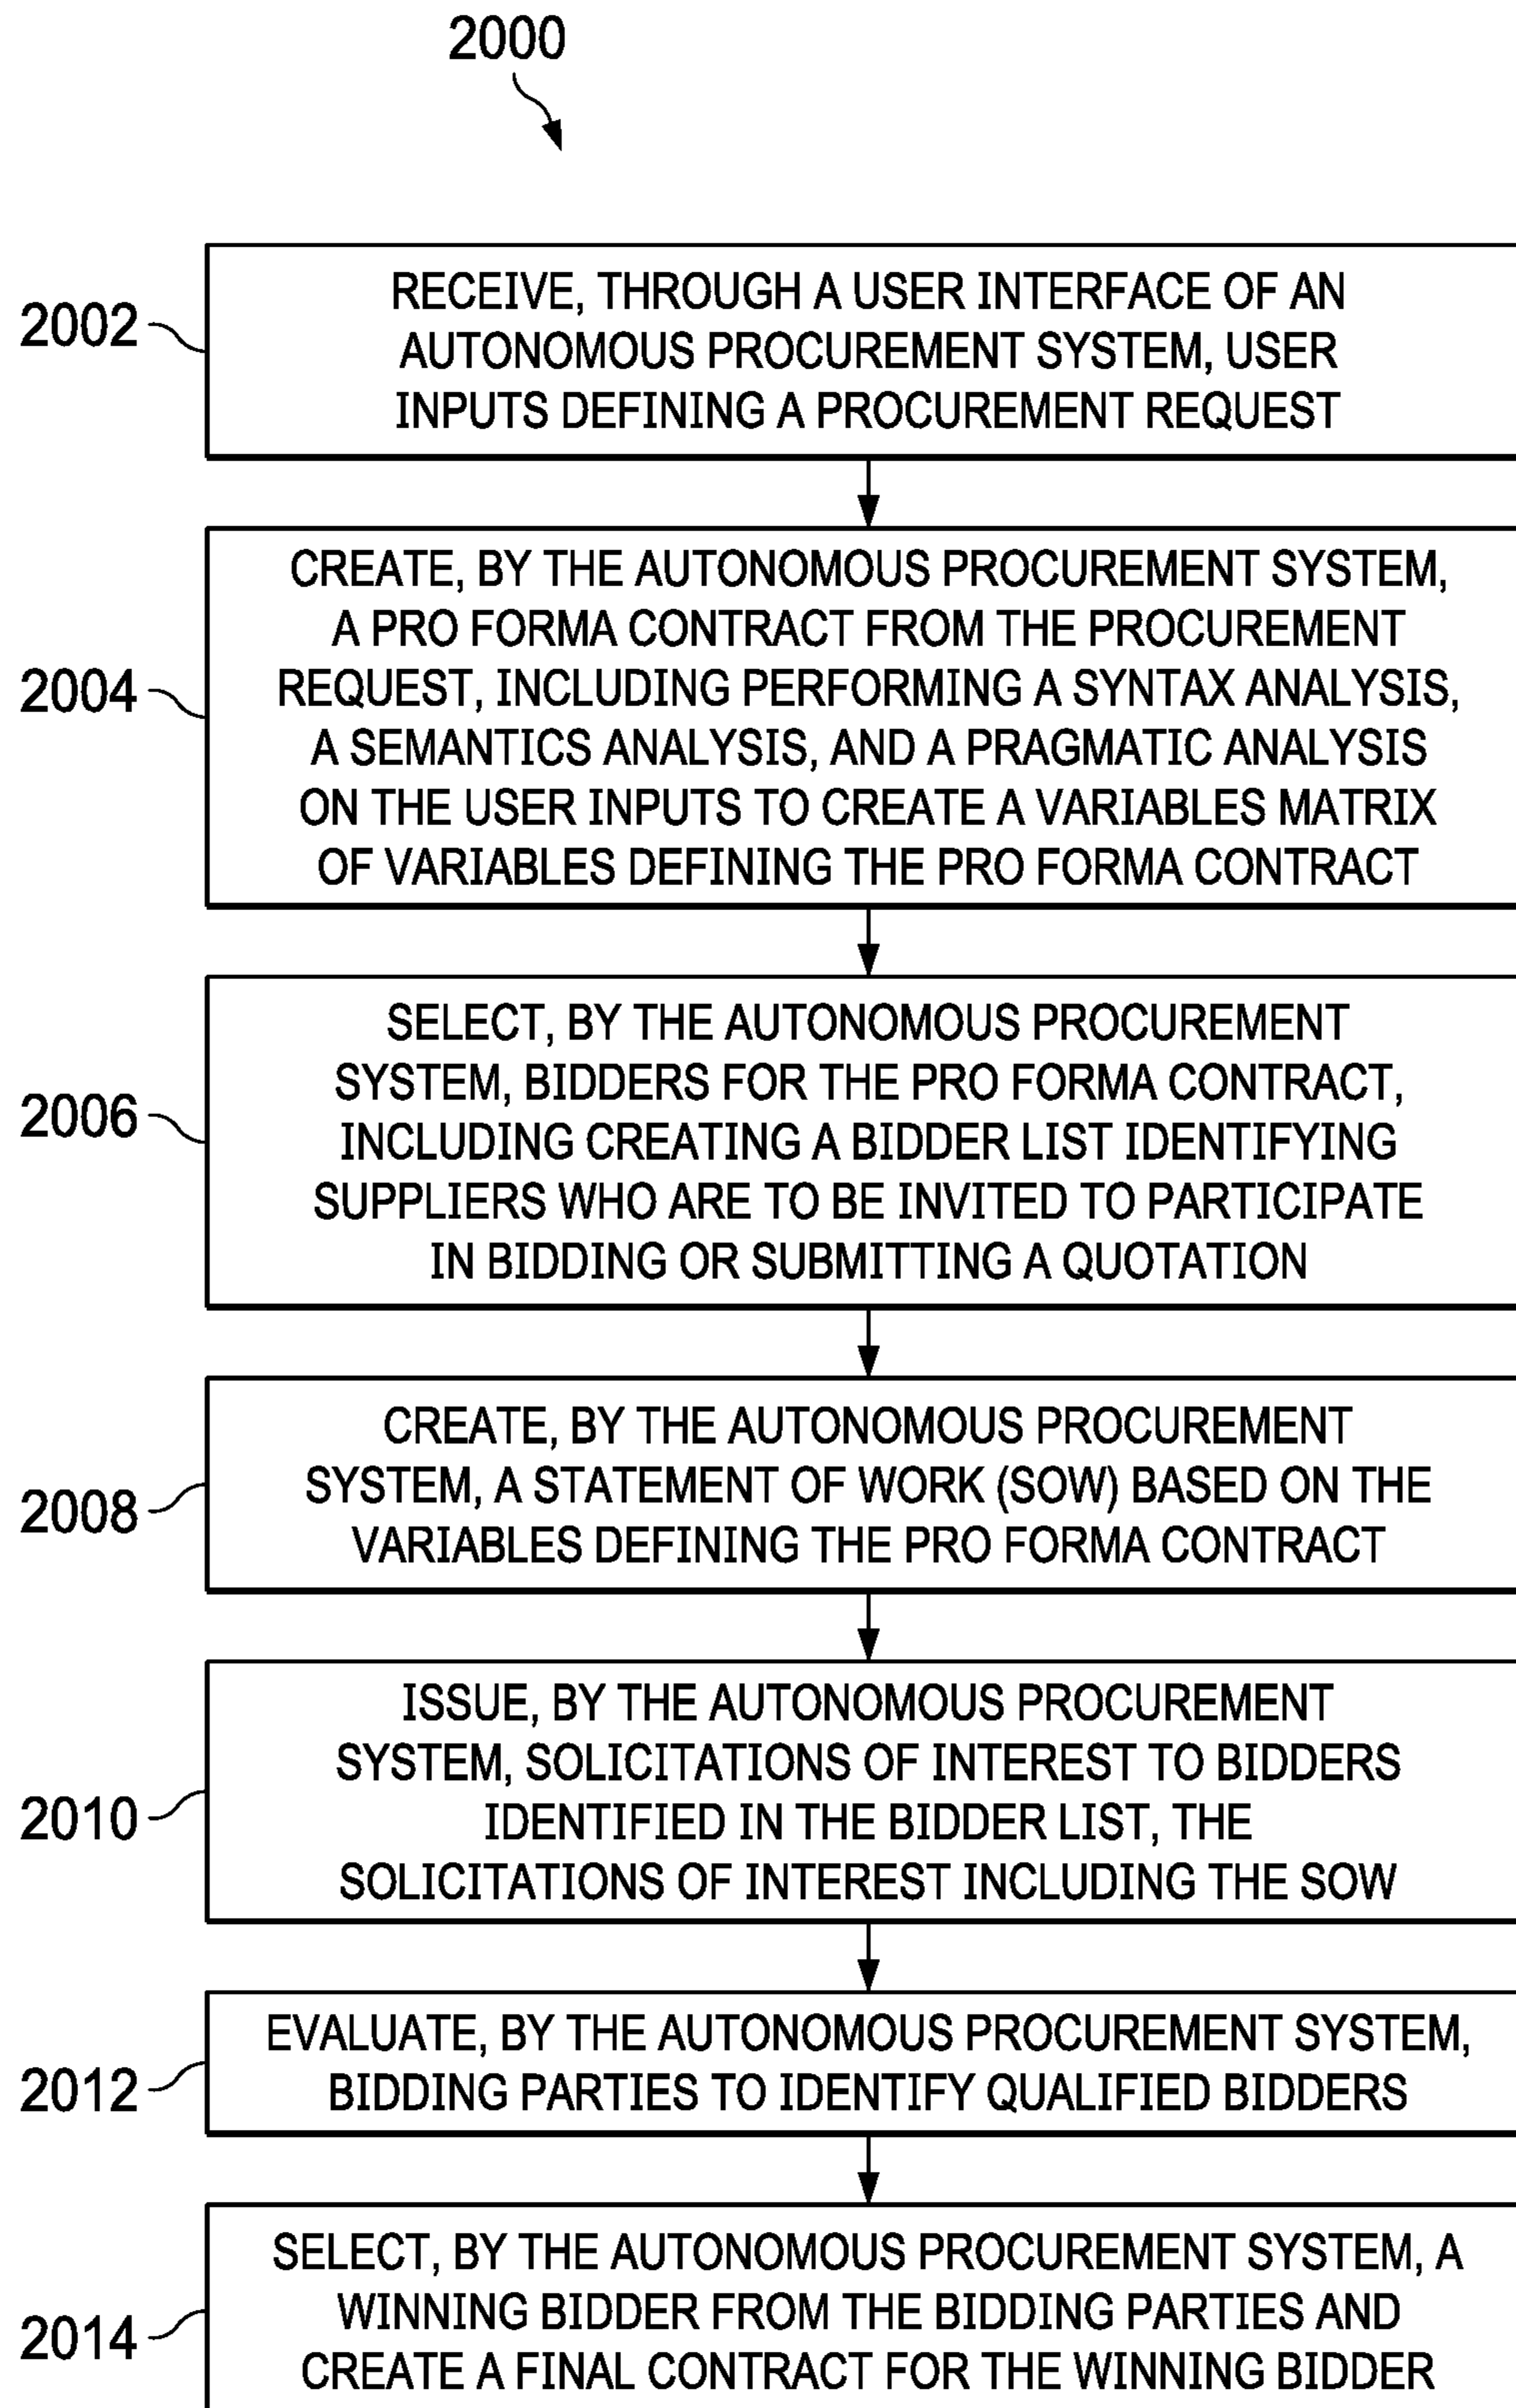 2000
2002
RECEIVE, THROUGH A USER INTERFACE OF AN
AUTONOMOUS PROCUREMENT SYSTEM, USER
INPUTS DEFINING A PROCUREMENT REQUEST
2004
CREATE, BY THE AUTONOMOUS PROCUREMENT SYSTEM,
A PRO FORMA CONTRACT FROM THE PROCUREMENT
REQUEST, INCLUDING PERFORMING A SYNTAX ANALYSIS,
A SEMANTICS ANALYSIS, AND A PRAGMATIC ANALYSIS
ON THE USER INPUTS TO CREATE A VARIABLES MATRIX
OF VARIABLES DEFINING THE PRO FORMA CONTRACT
2006
SELECT, BY THE AUTONOMOUS PROCUREMENT
SYSTEM, BIDDERS FOR THE PRO FORMA CONTRACT,
INCLUDING CREATING A BIDDER LIST IDENTIFYING
SUPPLIERS WHO ARE TO BE INVITED TO PARTICIPATE
IN BIDDING OR SUBMITTING A QUOTATION
2008
CREATE, BY THE AUTONOMOUS PROCUREMENT
SYSTEM, A STATEMENT OF WORK (SOW) BASED ON THE
VARIABLES DEFINING THE PRO FORMA CONTRACT
2010
ISSUE, BY THE AUTONOMOUS PROCUREMENT
SYSTEM, SOLICITATIONS OF INTEREST TO BIDDERS
IDENTIFIED IN THE BIDDER LIST, THE
SOLICITATIONS OF INTEREST INCLUDING THE SOW
2012
EVALUATE, BY THE AUTONOMOUS PROCUREMENT SYSTEM,
BIDDING PARTIES TO IDENTIFY QUALIFIED BIDDERS
2014
SELECT, BY THE AUTONOMOUS PROCUREMENT SYSTEM, A
WINNING BIDDER FROM THE BIDDING PARTIES AND
CREATE A FINAL CONTRACT FOR THE WINNING BIDDER